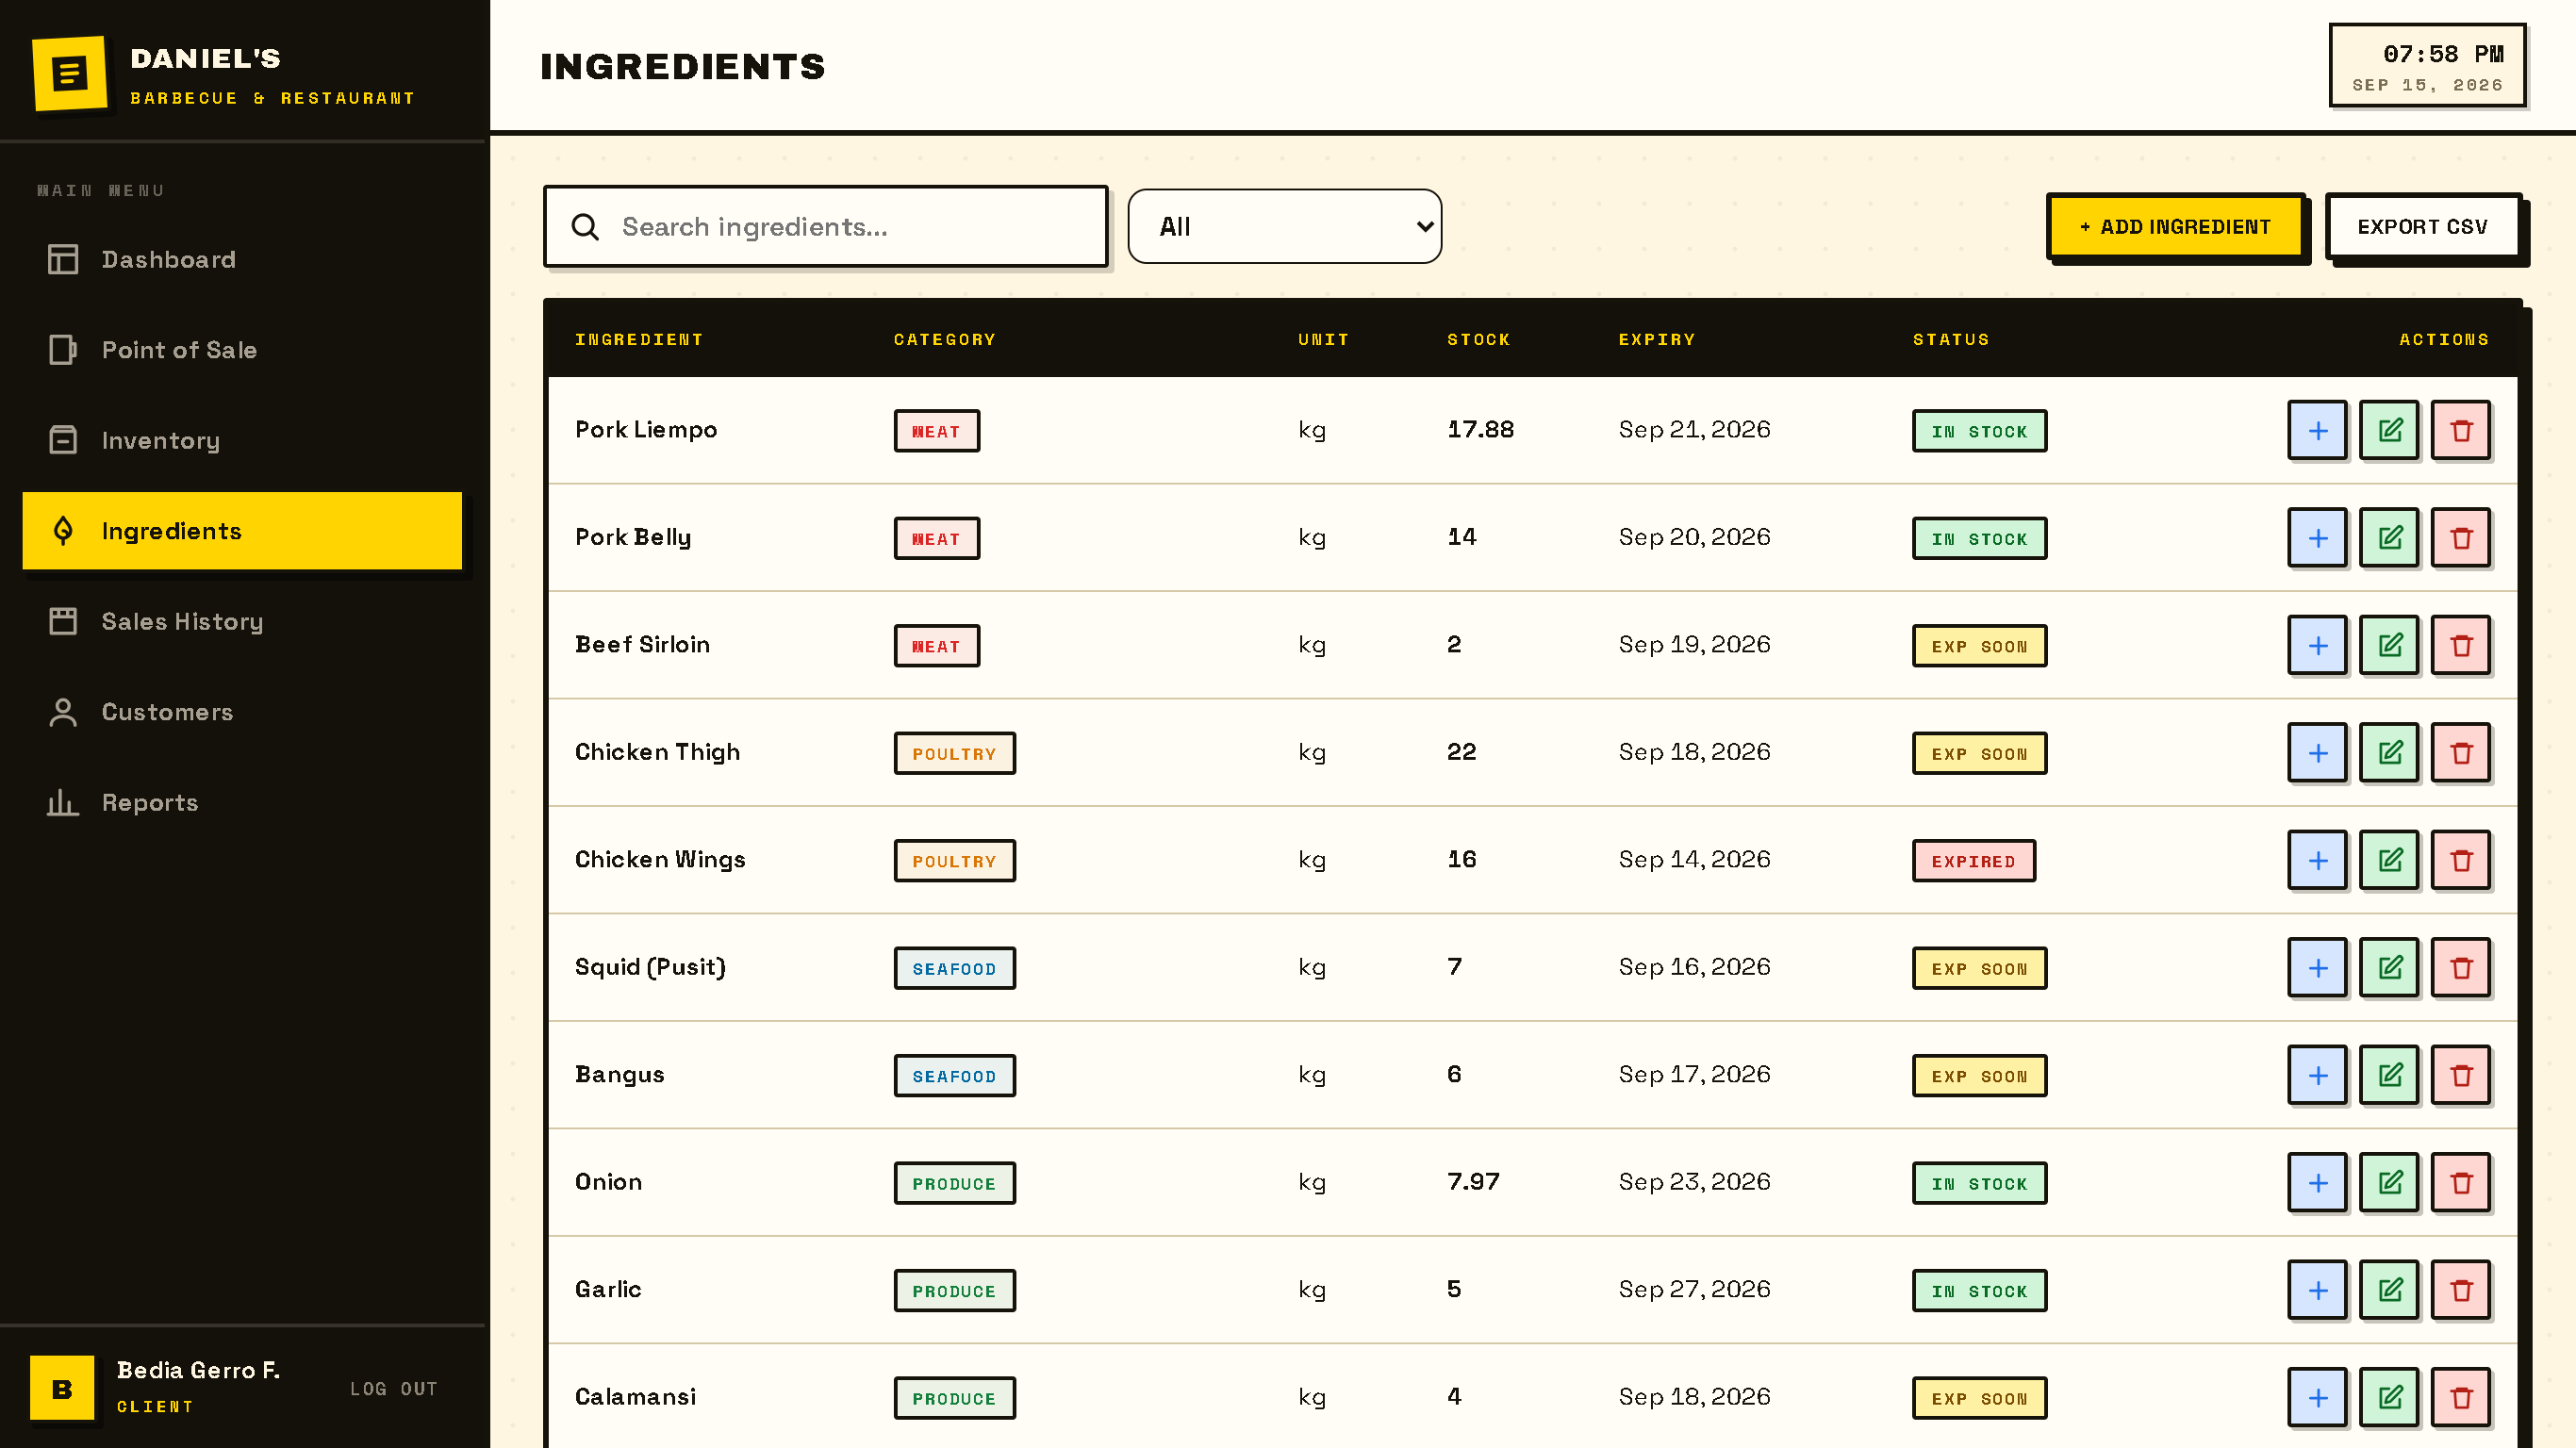 DANIEL'S
BARBECUE & RESTAURANT
MAIN MENU
Dashboard
Point of Sale
Inventory
Ingredients
Sales History
Customers
Reports
B
Bedia Gerro F.
CLIENT
LOG OUT
INGREDIENTS
07:58 PM
SEP 15, 2026
Search ingredients...
All
+ ADD INGREDIENT
EXPORT CSV
INGREDIENT CATEGORY UNIT STOCK EXPIRY STATUS ACTIONS
Pork Liempo MEAT kg 17.88 Sep 21, 2026 IN STOCK
Pork Belly MEAT kg 14 Sep 20, 2026 IN STOCK
Beef Sirloin MEAT kg 2 Sep 19, 2026 EXP SOON
Chicken Thigh POULTRY kg 22 Sep 18, 2026 EXP SOON
Chicken Wings POULTRY kg 16 Sep 14, 2026 EXPIRED
Squid (Pusit) SEAFOOD kg 7 Sep 16, 2026 EXP SOON
Bangus SEAFOOD kg 6 Sep 17, 2026 EXP SOON
Onion PRODUCE kg 7.97 Sep 23, 2026 IN STOCK
Garlic PRODUCE kg 5 Sep 27, 2026 IN STOCK
Calamansi PRODUCE kg 4 Sep 18, 2026 EXP SOON